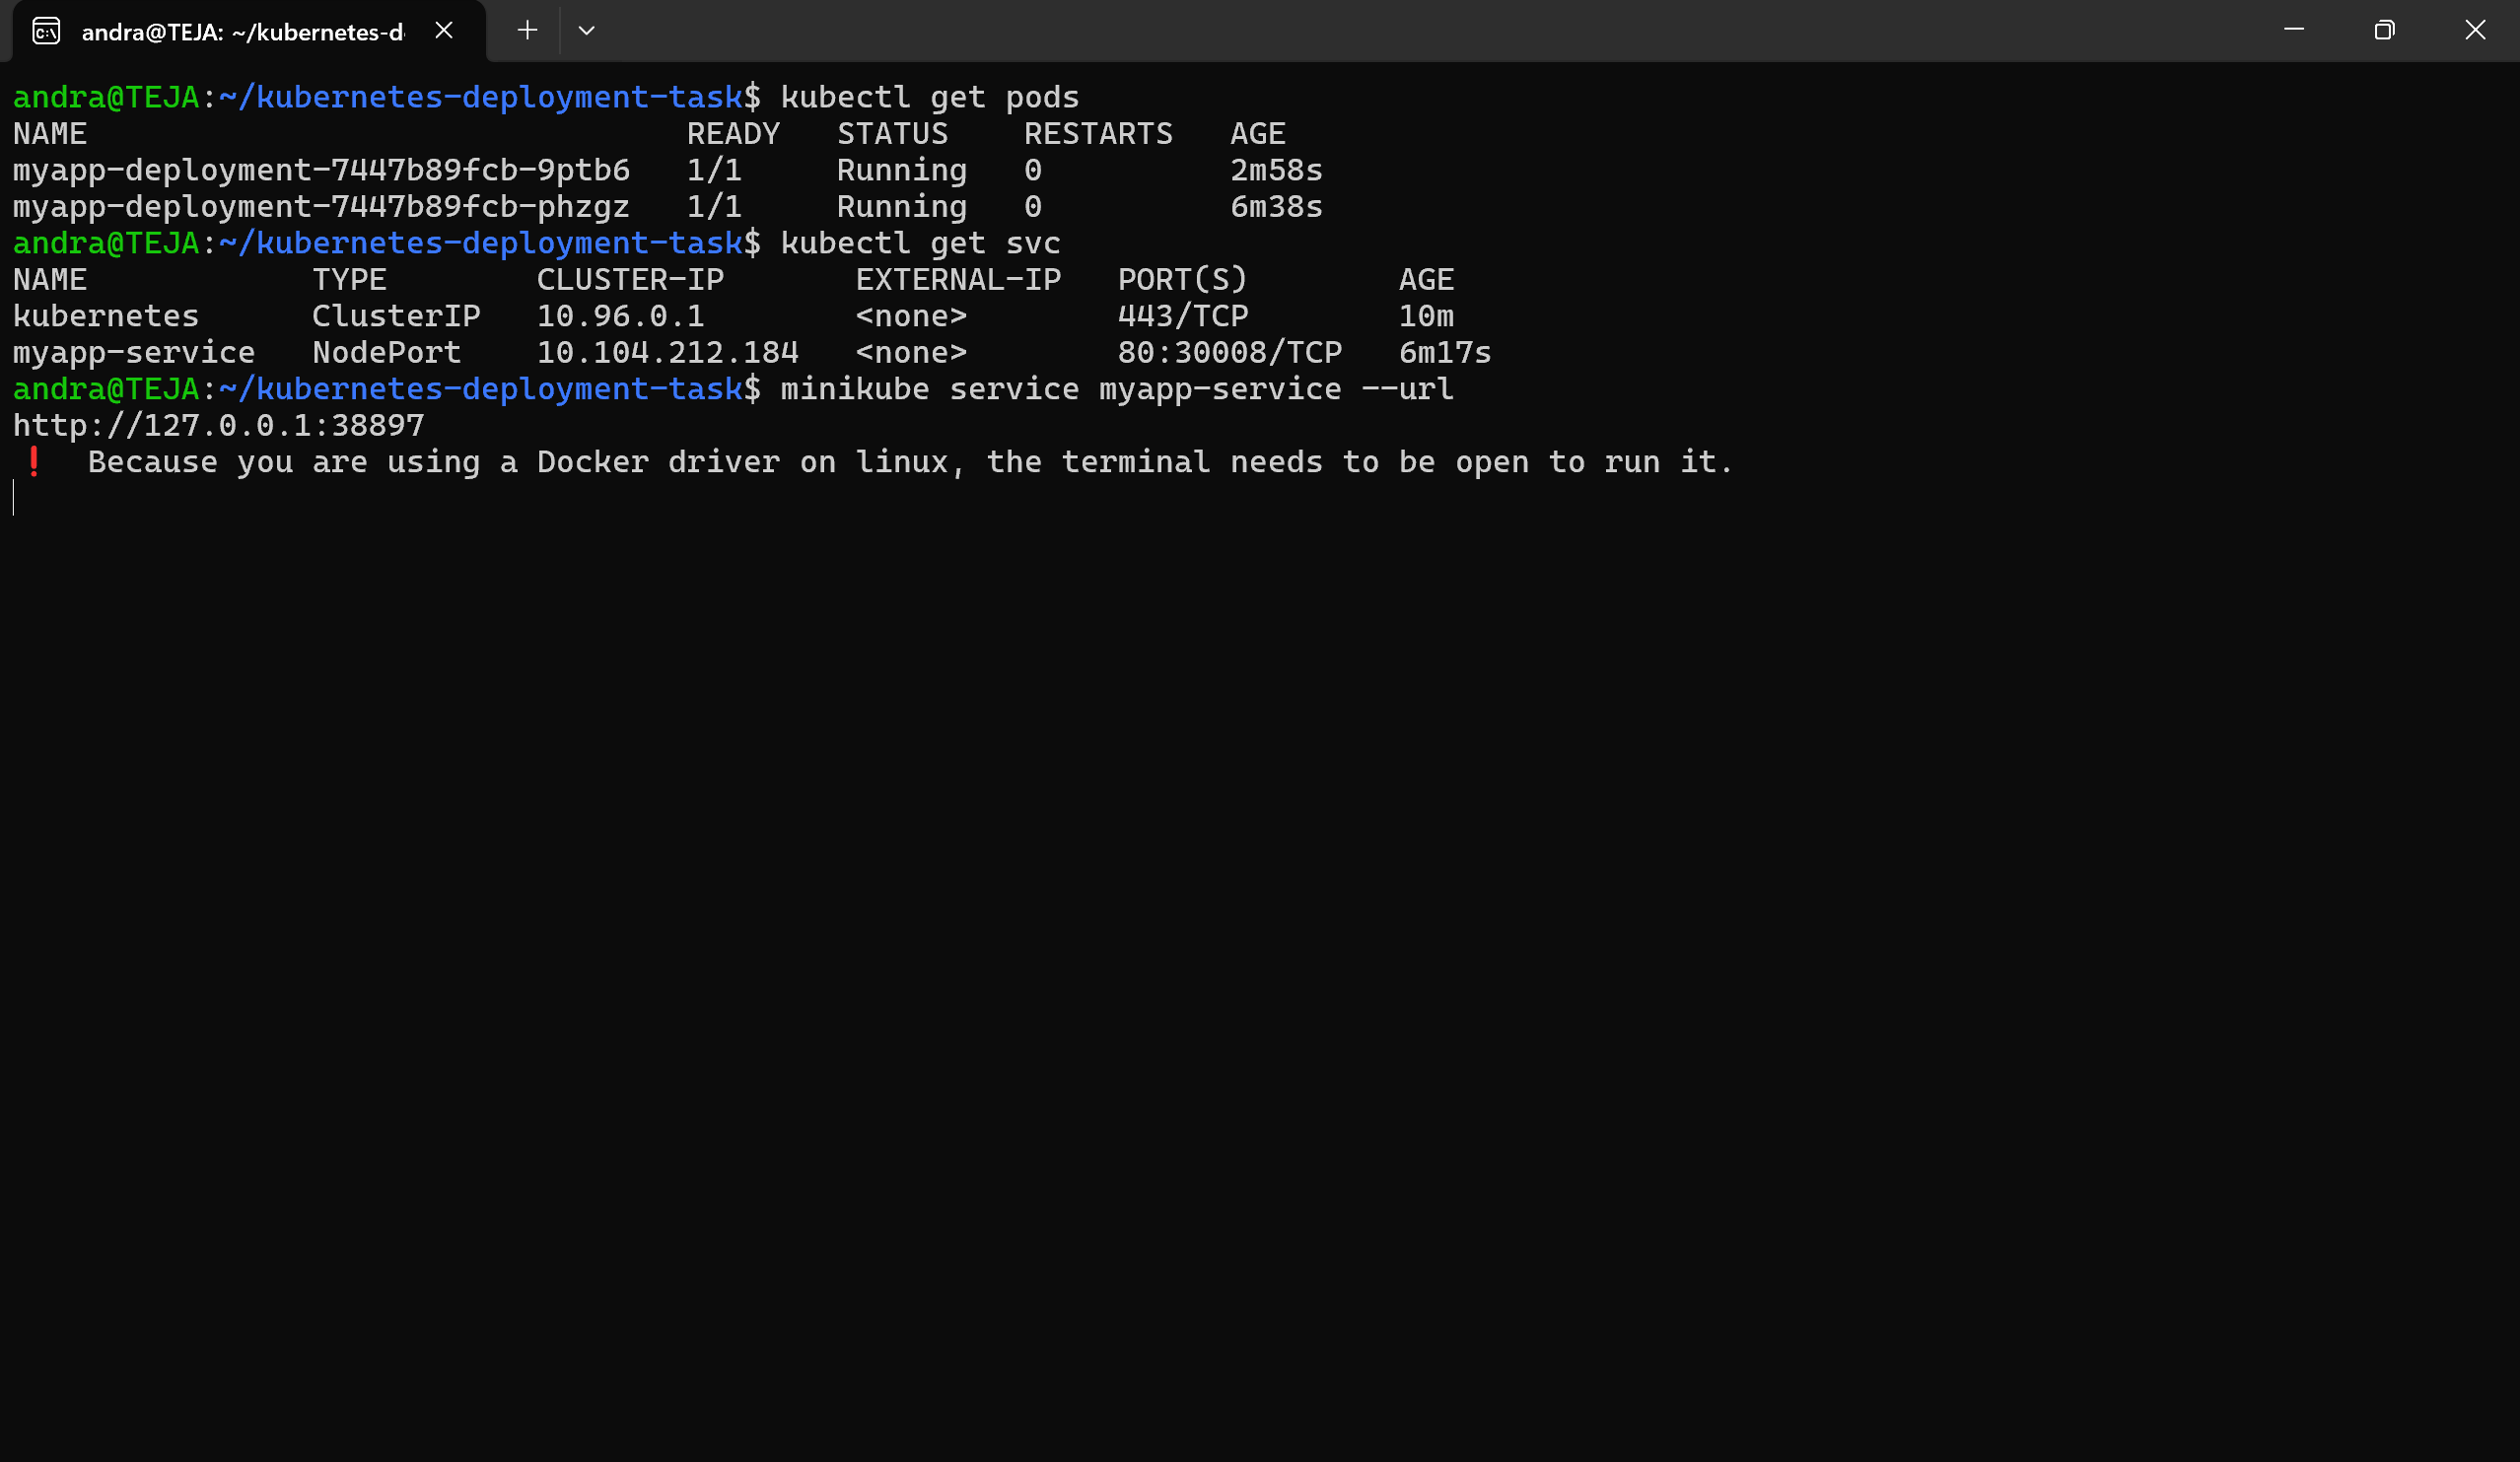 andra@TEJA: ~/kubernetes-d
andra@TEJA:~/kubernetes-deployment-task$ kubectl get pods
NAME                                READY   STATUS    RESTARTS   AGE
myapp-deployment-7447b89fcb-9ptb6   1/1     Running   0          2m58s
myapp-deployment-7447b89fcb-phzgz   1/1     Running   0          6m38s
andra@TEJA:~/kubernetes-deployment-task$ kubectl get svc
NAME            TYPE        CLUSTER-IP       EXTERNAL-IP   PORT(S)        AGE
kubernetes      ClusterIP   10.96.0.1        <none>        443/TCP        10m
myapp-service   NodePort    10.104.212.184   <none>        80:30008/TCP   6m17s
andra@TEJA:~/kubernetes-deployment-task$ minikube service myapp-service --url
http://127.0.0.1:38897
❗  Because you are using a Docker driver on linux, the terminal needs to be open to run it.